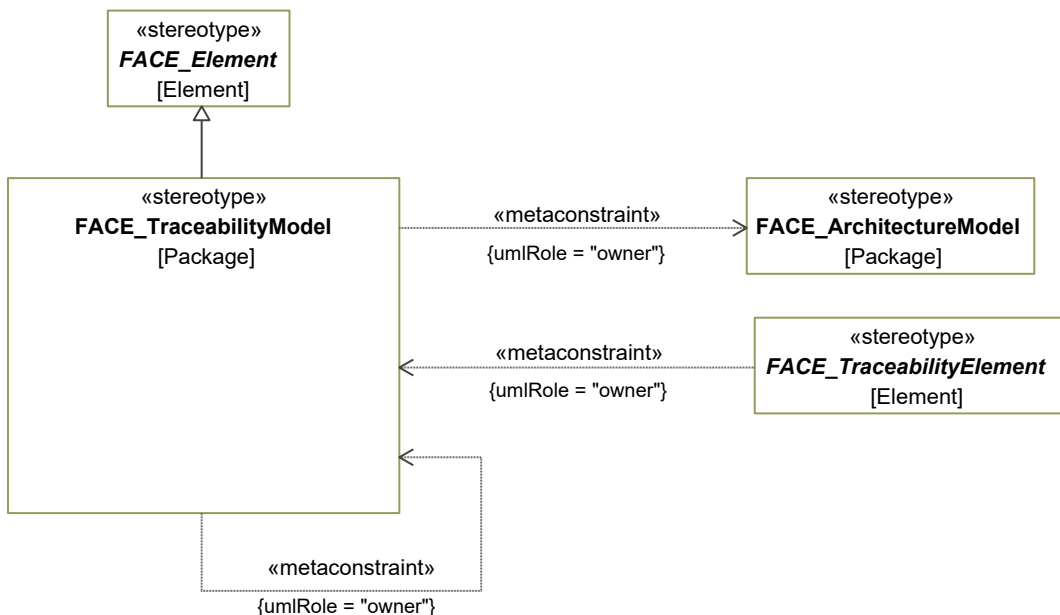 «stereotype»
FACE_Element
[Element]
«stereotype»
FACE_TraceabilityModel
[Package]
«metaconstraint»
{umlRole = "owner"}
«stereotype»
FACE_ArchitectureModel
[Package]
«metaconstraint»
{umlRole = "owner"}
«stereotype»
FACE_TraceabilityElement
[Element]
«metaconstraint»
{umlRole = "owner"}